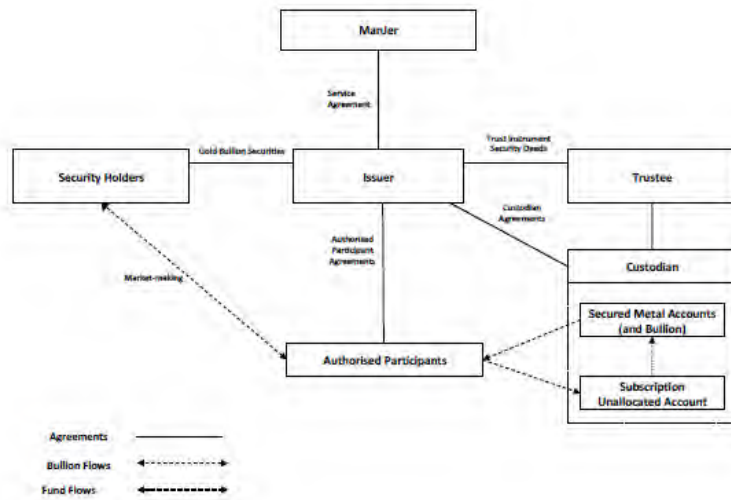 ManJer
Service
Agreement
Gold Bullion Securities
Trust Instrument
Security Deeds
Security Holders
Issuer
Trustee
Custodian
Agreements
Authorised
Participant
Agreements
Market-making
Custodian
Secured Metal Accounts
(and Bullion)
Authorised Participants
Subscription
Unallocated Account
Agreements
Bullion Flows
Fund Flows